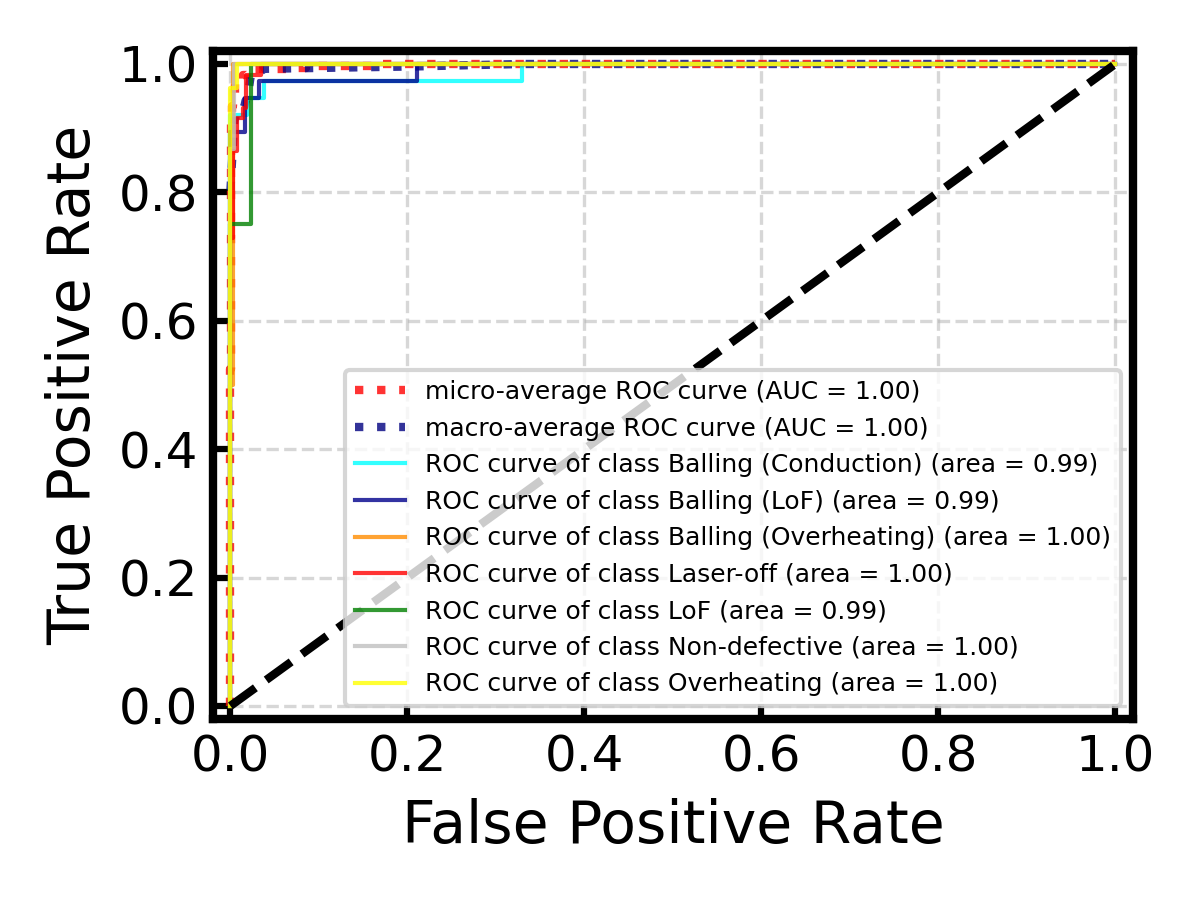 1.0
0.8
0.6
0.4
0.2
0.0
True Positive Rate
micro-average ROC curve (AUC = 1.00)
macro-average ROC curve (AUC = 1.00)
ROC curve of class Balling (Conduction) (area = 0.99)
ROC curve of class Balling (LoF) (area = 0.99)
ROC curve of class Balling (Overheating) (area = 1.00)
ROC curve of class Laser-off (area = 1.00)
ROC curve of class LoF (area = 0.99)
ROC curve of class Non-defective (area = 1.00)
ROC curve of class Overheating (area = 1.00)
0.0 0.2 0.4 0.6 0.8 1.0
False Positive Rate